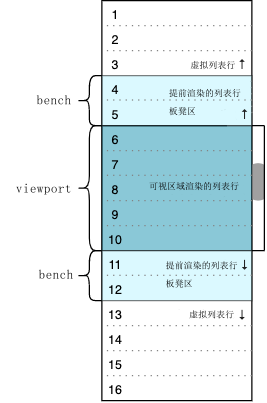 1
2
3 虚拟列表行 ↑
4 提前渲染的列表行
bench
5 板凳区 ↑
6
7
viewport 8 可视区域渲染的列表行
9
10
11 提前渲染的列表行 ↓
bench
12 板凳区
13 虚拟列表行 ↓
14
15
16